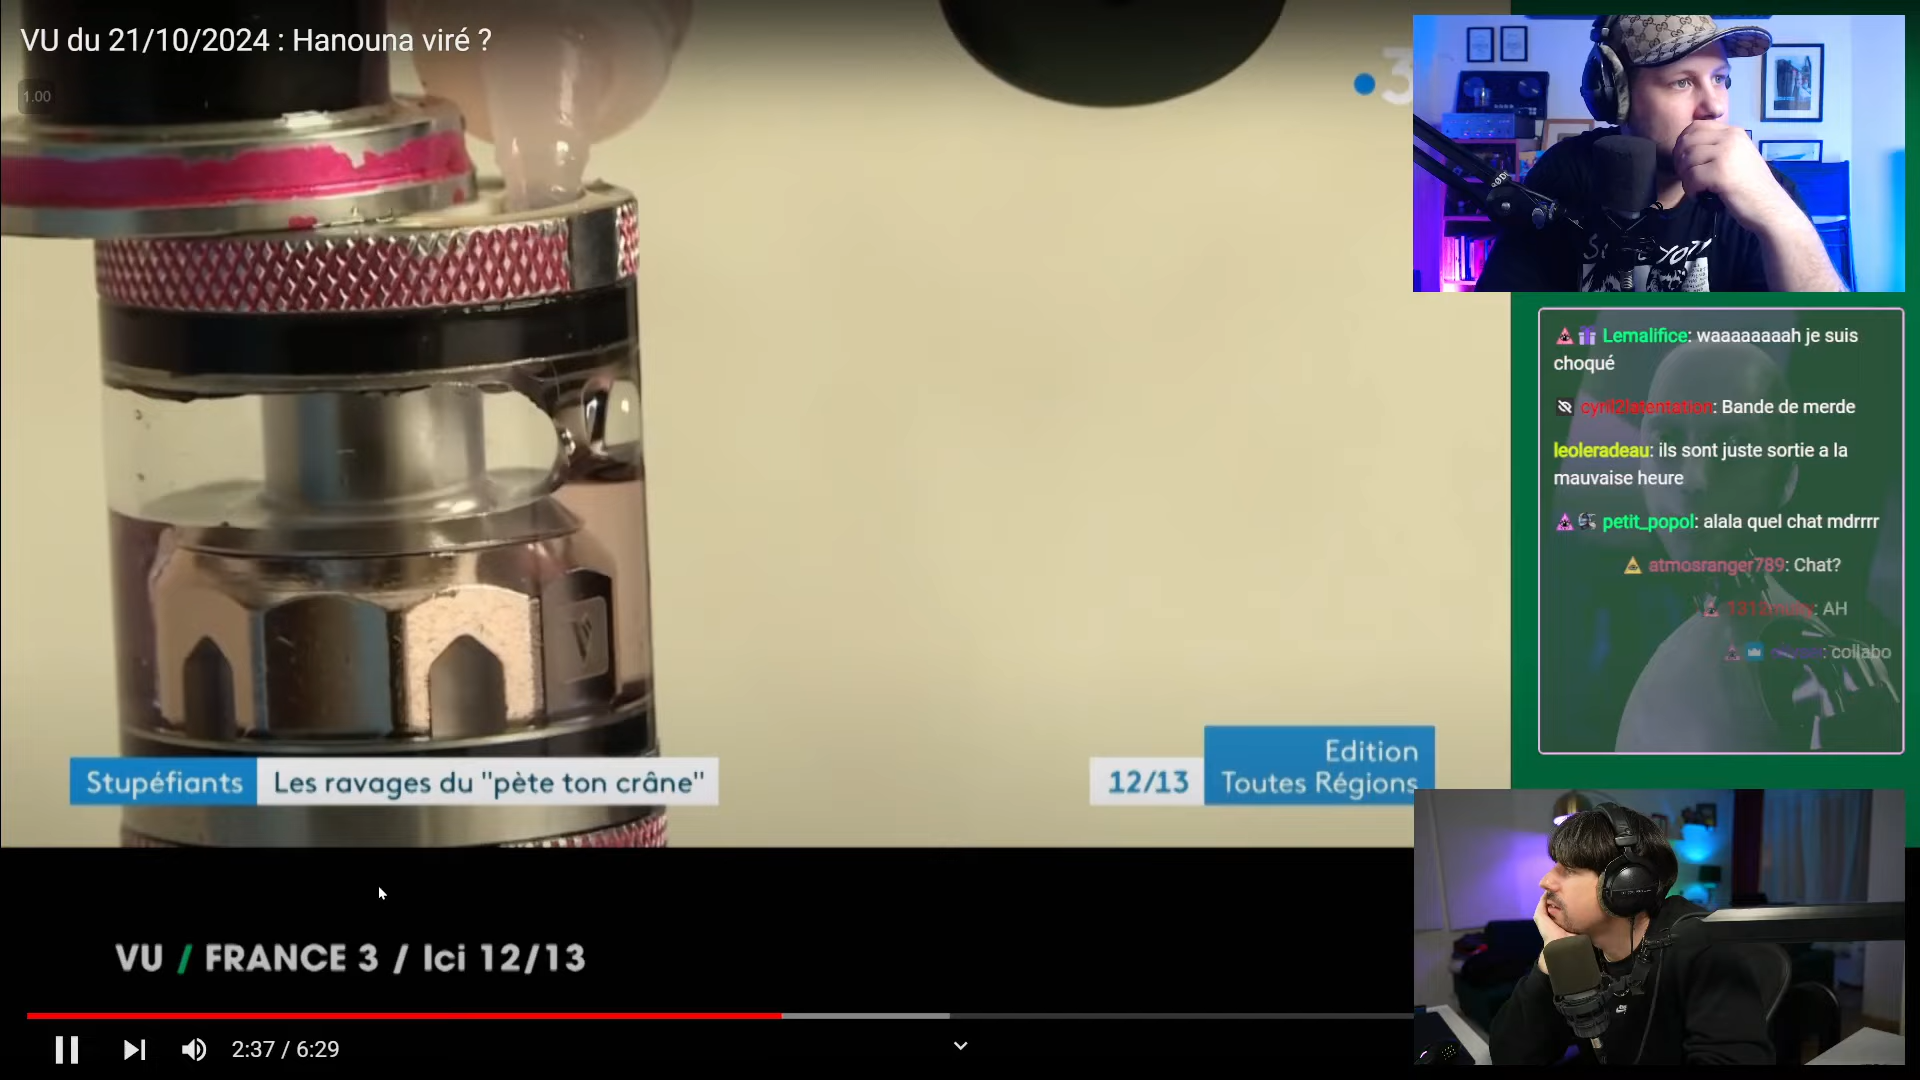 VU du 21/10/2024 : Hanouna viré ?
1.00
3
Lemalifice: waaaaaaaah je suis
choqué
cyril2latentation: Bande de merde
leoleradeau: ils sont juste sortie a la
mauvaise heure
petit_popol: alala quel chat mdrrrr
atmosranger789: Chat?
: AH
: collabo
Stupéfiants Les ravages du "pète ton crâne"
12/13 Edition
Toutes Régions
VU / FRANCE 3 / Ici 12/13
2:37 / 6:29